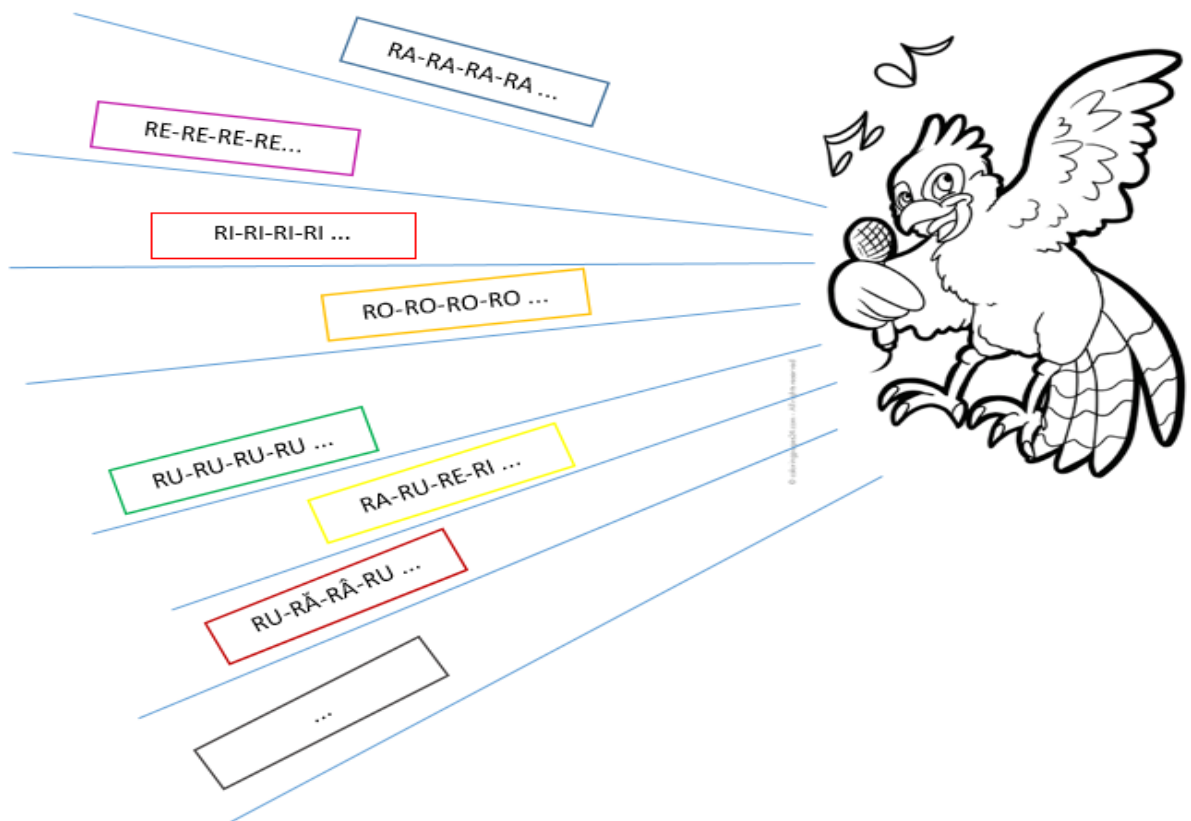 RA-RA-RA-RA ...
RE-RE-RE-RE...
RI-RI-RI-RI ...
RO-RO-RO-RO ...
RU-RU-RU-RU ...
RA-RU-RE-RI ...
RU-RĂ-RÂ-RU ...
...